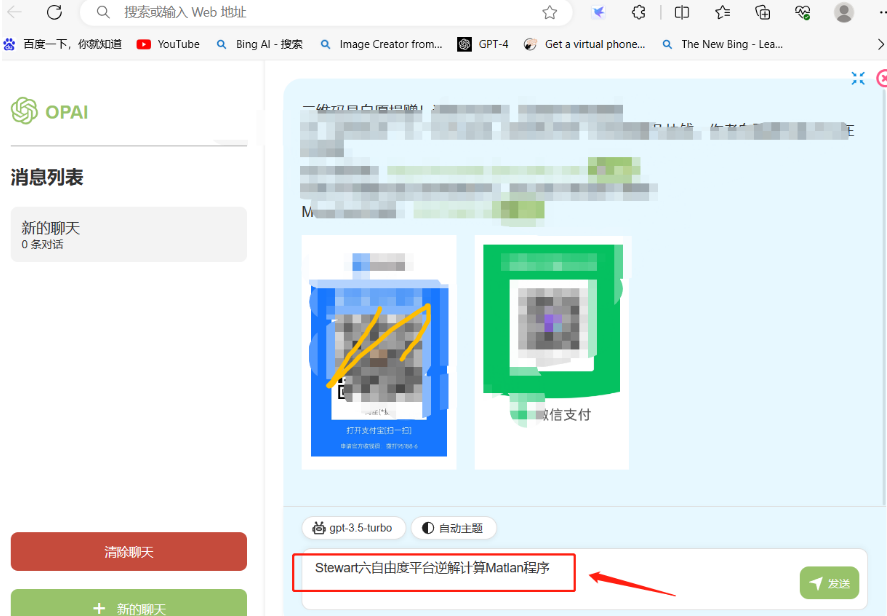 搜索或输入 Web 地址
百度一下，你就知道 YouTube Bing AI - 搜索 Image Creator from... GPT-4 Get a virtual phone... The New Bing - Lea...
OPAI
消息列表
新的聊天
0 条对话
在
M
打开支付宝[扫一扫]
微信支付
gpt-3.5-turbo 自动主题
Stewart六自由度平台逆解计算Matlan程序
发送
清除聊天
新的聊天